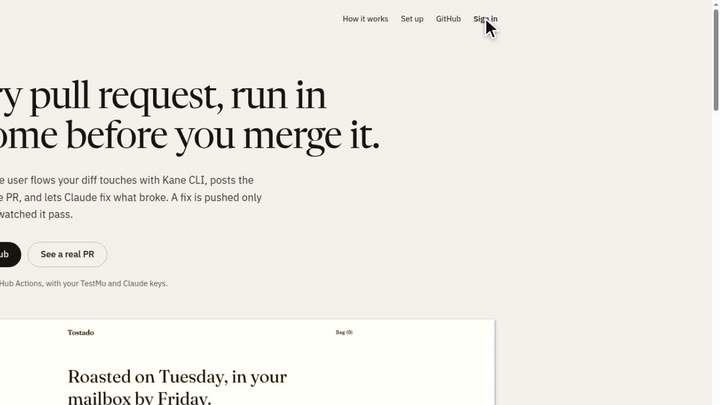 How it works Set up GitHub Sign in
ry pull request, run in
ome before you merge it.
e user flows your diff touches with Kane CLI, posts the
e PR, and lets Claude fix what broke. A fix is pushed only
watched it pass.
ub See a real PR
Hub Actions, with your TestMu and Claude keys.
Tostado Bag (0)
Roasted on Tuesday, in your
mailbox by Friday.